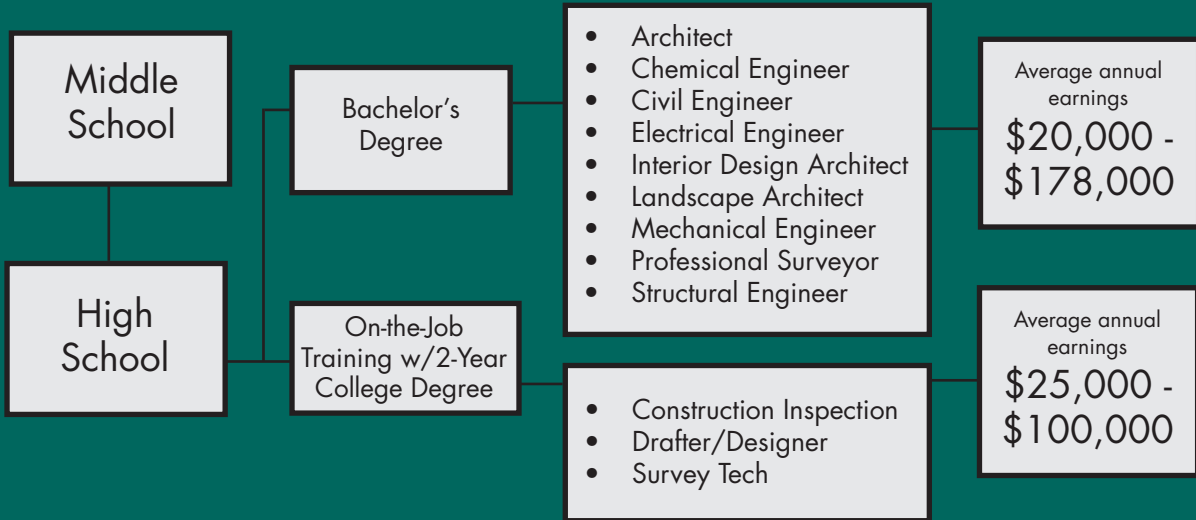 Middle
School
High
School
Bachelor's
Degree
On-the-Job
Training w/2-Year
College Degree
• Architect
• Chemical Engineer
• Civil Engineer
• Electrical Engineer
• Interior Design Architect
• Landscape Architect
• Mechanical Engineer
• Professional Surveyor
• Structural Engineer
• Construction Inspection
• Drafter/Designer
• Survey Tech
Average annual
earnings
$20,000 -
$178,000
Average annual
earnings
$25,000 -
$100,000